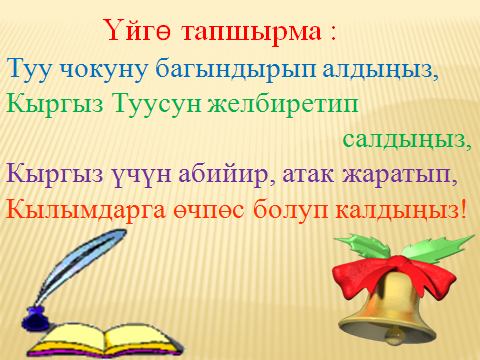 Үйгө тапшырма :
Туу чокуну багындырып алдыңыз,
Кыргыз Туусун желбиретип
салдыңыз,
Кыргыз үчүн абийир, атак жаратып,
Кылымдарга өчпөс болуп калдыңыз!